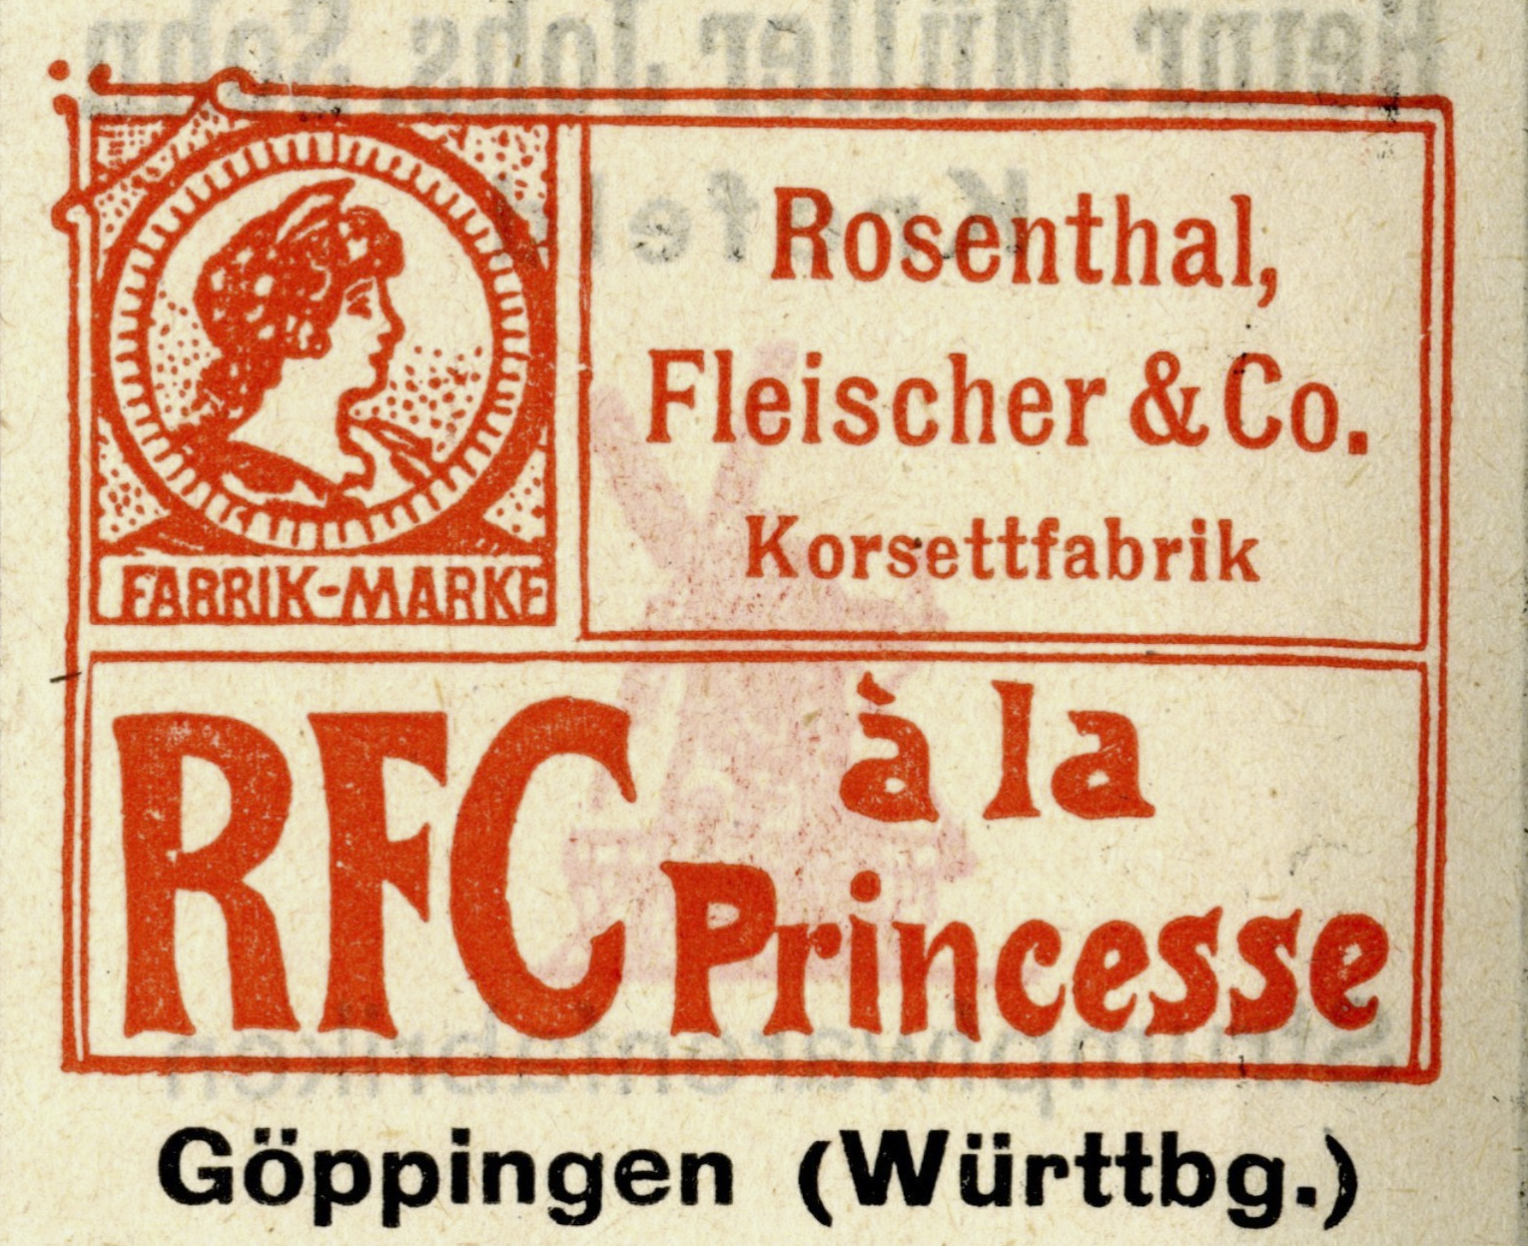 Rosenthal,
Fleischer & Co.
Korsettfabrik
FABRIK-MARKE
RFC à la
Princesse
Göppingen (Württbg.)